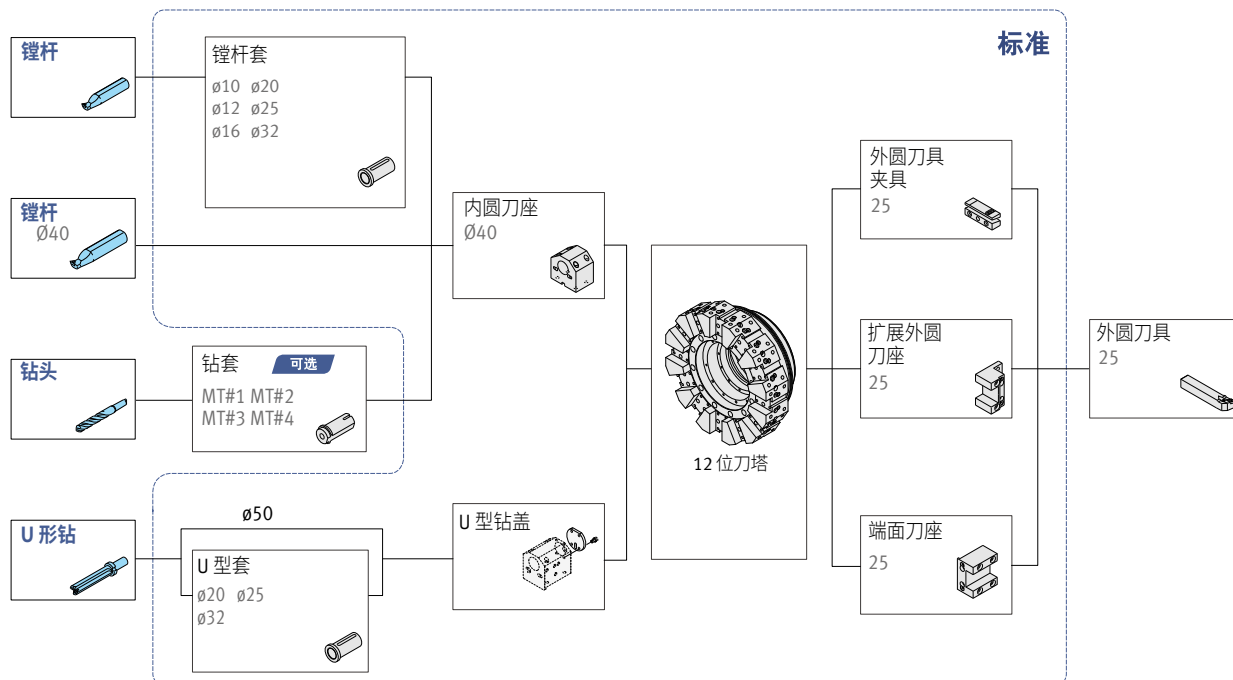 标准
镗杆
镗杆套
ø10 ø20
ø12 ø25
ø16 ø32
镗杆
Ø40
内圆刀座
Ø40
钻头
钻套
可选
MT#1 MT#2
MT#3 MT#4
U 形钻
ø50
U 型套
ø20 ø25
ø32
U 型钻盖
12 位刀塔
外圆刀具
夹具
25
扩展外圆
刀座
25
端面刀座
25
外圆刀具
25